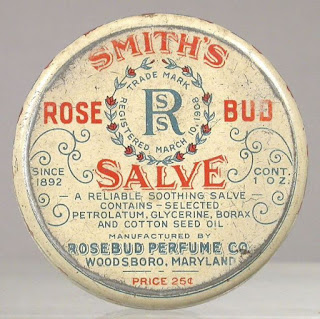 SMITH'S
TRADE MARK
REGISTERED MARCH 10, 1908
RSS
ROSE BUD
SALVE
SINCE
1892
CONT.
1 OZ.
A RELIABLE SOOTHING SALVE
CONTAINS - SELECTED
PETROLATUM, GLYCERINE, BORAX
AND COTTON SEED OIL
MANUFACTURED BY
ROSEBUD PERFUME CO.
WOODSBORO, MARYLAND
PRICE 25¢